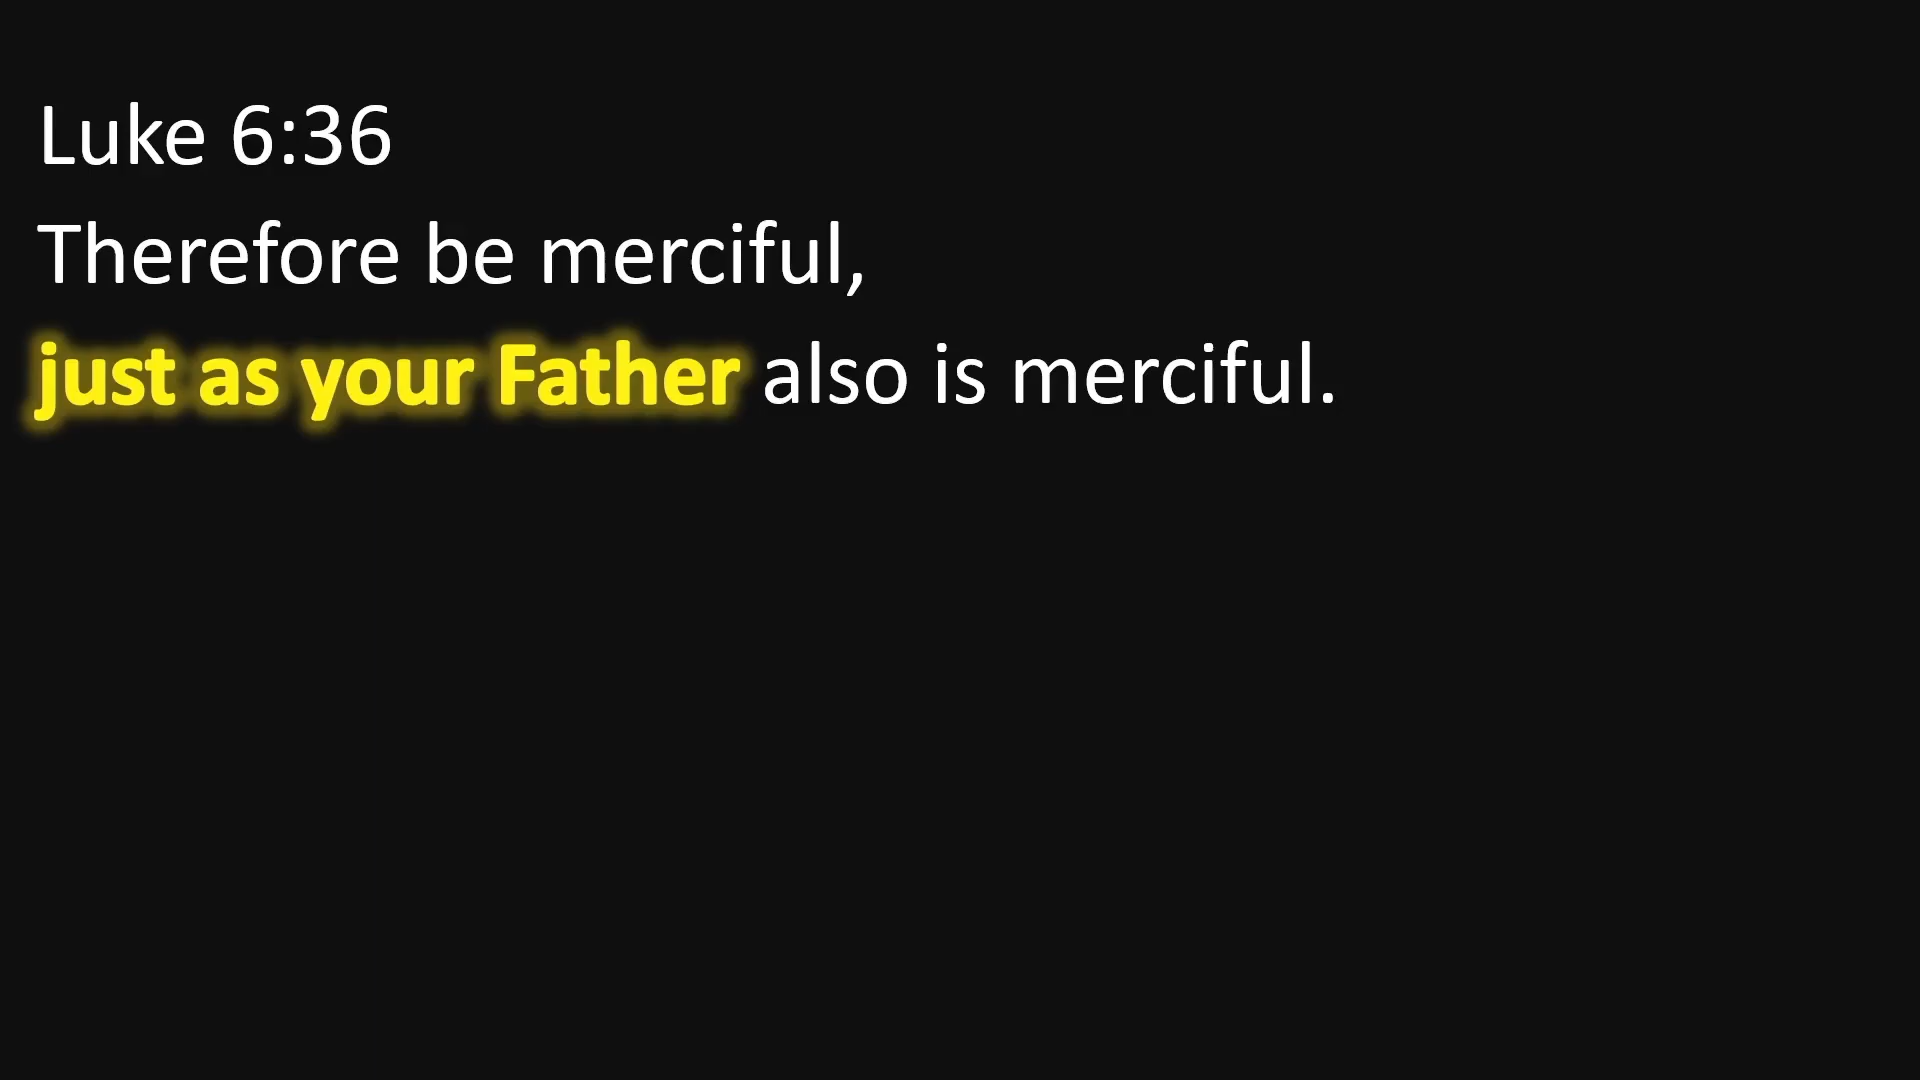 Luke 6:36
Therefore be merciful,
just as your Father also is merciful.